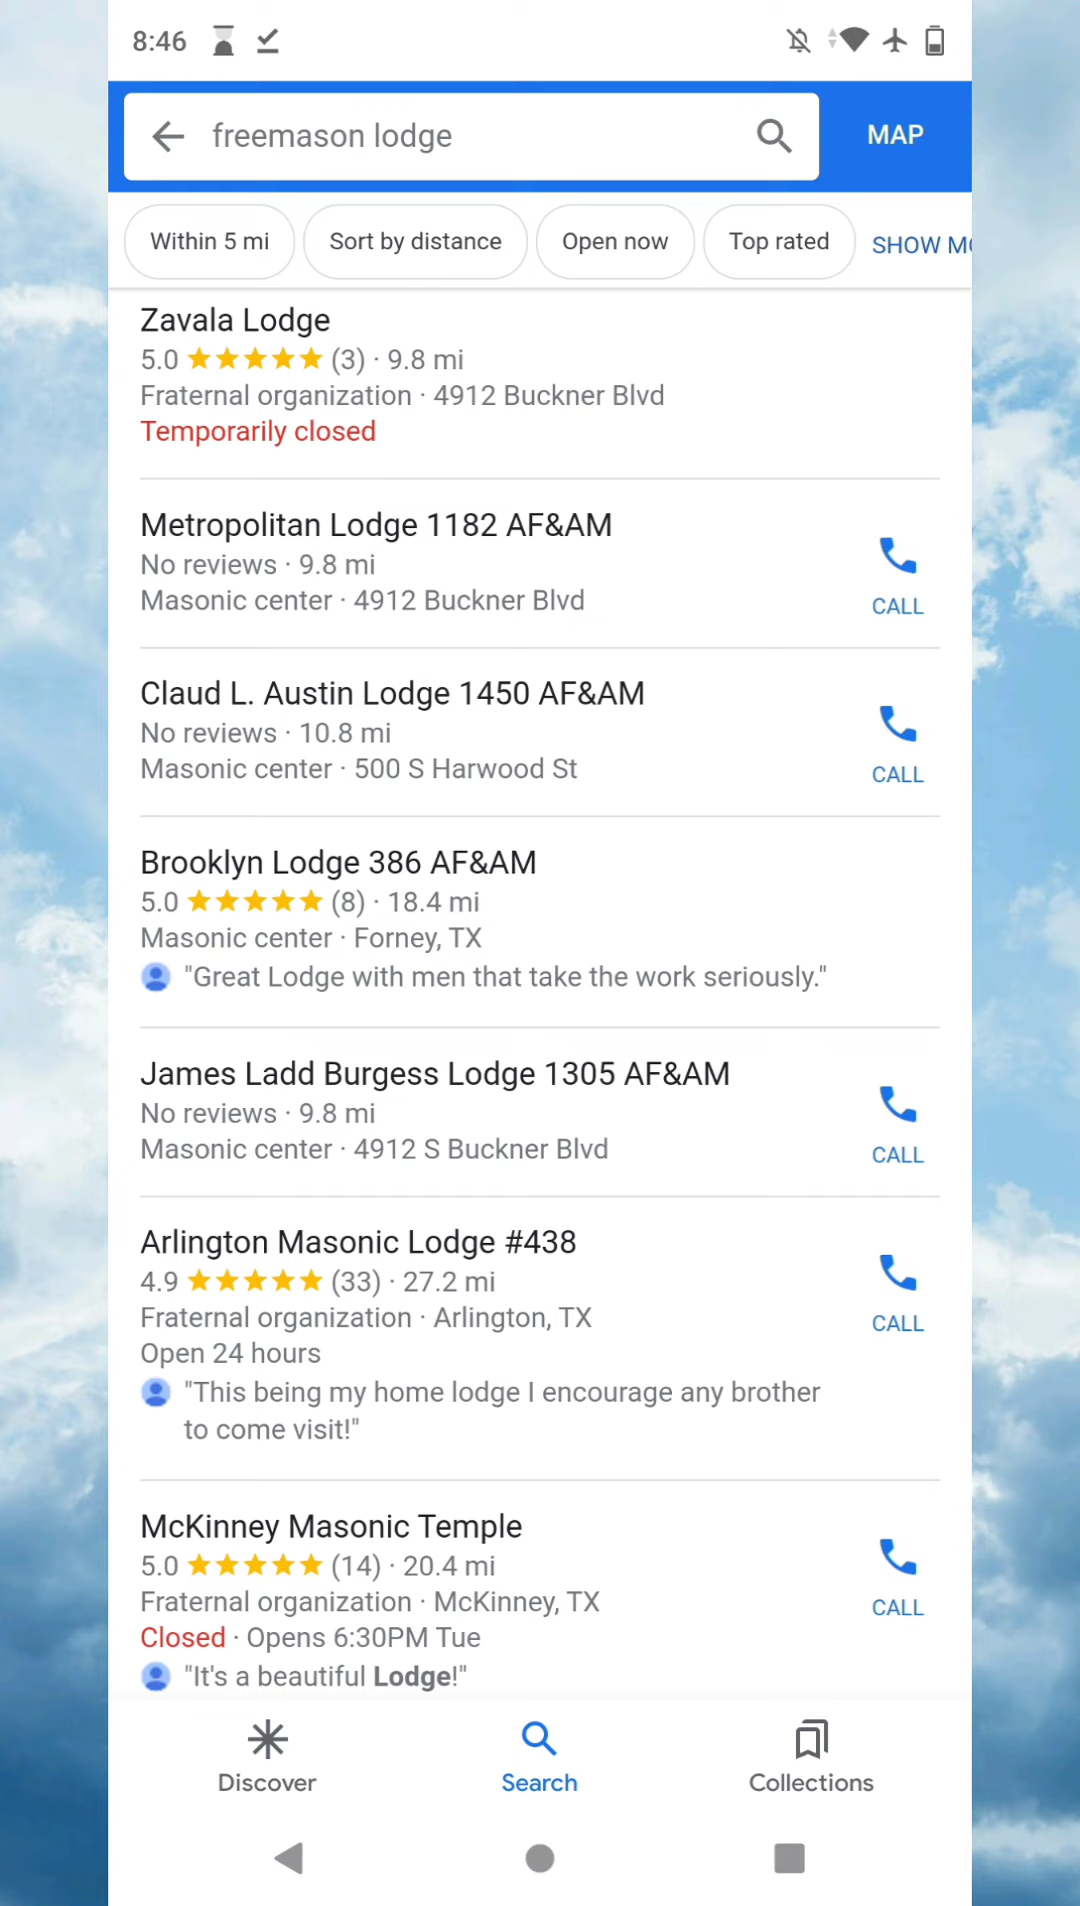 8:46
freemason lodge
MAP
Within 5 mi
Sort by distance
Open now
Top rated
SHOW MO
Zavala Lodge
5.0 ★★★★★ (3) · 9.8 mi
Fraternal organization · 4912 Buckner Blvd
Temporarily closed
Metropolitan Lodge 1182 AF&AM
No reviews · 9.8 mi
Masonic center · 4912 Buckner Blvd
CALL
Claud L. Austin Lodge 1450 AF&AM
No reviews · 10.8 mi
Masonic center · 500 S Harwood St
CALL
Brooklyn Lodge 386 AF&AM
5.0 ★★★★★ (8) · 18.4 mi
Masonic center · Forney, TX
"Great Lodge with men that take the work seriously."
James Ladd Burgess Lodge 1305 AF&AM
No reviews · 9.8 mi
Masonic center · 4912 S Buckner Blvd
CALL
Arlington Masonic Lodge #438
4.9 ★★★★★ (33) · 27.2 mi
Fraternal organization · Arlington, TX
CALL
Open 24 hours
"This being my home lodge I encourage any brother
to come visit!"
McKinney Masonic Temple
5.0 ★★★★★ (14) · 20.4 mi
Fraternal organization · McKinney, TX
CALL
Closed · Opens 6:30PM Tue
"It's a beautiful Lodge!"
Discover
Search
Collections